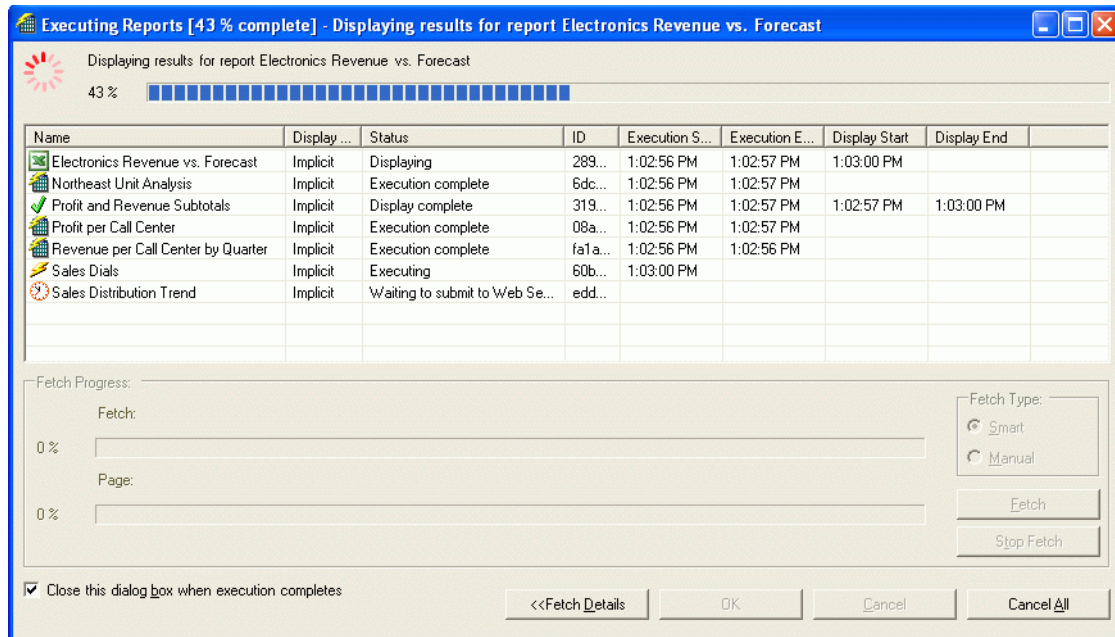 Executing Reports [43 % complete] - Displaying results for report Electronics Revenue vs. Forecast
Displaying results for report Electronics Revenue vs. Forecast
43 %
Name Display ... Status ID Execution S... Execution E... Display Start Display End
Electronics Revenue vs. Forecast Implicit Displaying 289... 1:02:56 PM 1:02:57 PM 1:03:00 PM
Northeast Unit Analysis Implicit Execution complete 6dc... 1:02:56 PM 1:02:57 PM
Profit and Revenue Subtotals Implicit Display complete 319... 1:02:56 PM 1:02:57 PM 1:02:57 PM 1:03:00 PM
Profit per Call Center Implicit Execution complete 08a... 1:02:56 PM 1:02:57 PM
Revenue per Call Center by Quarter Implicit Execution complete fa1a... 1:02:56 PM 1:02:56 PM
Sales Dials Implicit Executing 60b... 1:03:00 PM
Sales Distribution Trend Implicit Waiting to submit to Web Se... edd...
Fetch Progress:
Fetch:
0 %
Page:
0 %
Fetch Type:
Smart
Manual
Fetch
Stop Fetch
Close this dialog box when execution completes
<<Fetch Details OK Cancel Cancel All